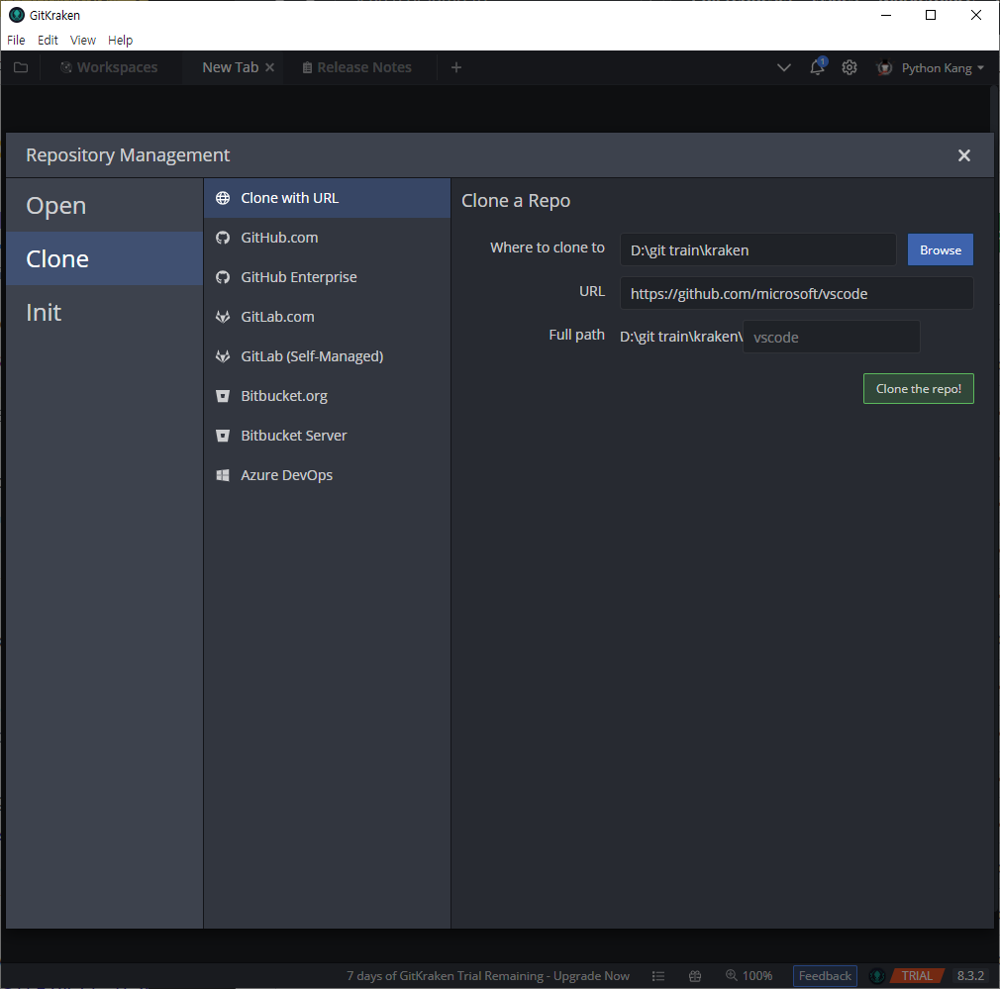 GitKraken
File Edit View Help
Workspaces New Tab Release Notes 1 Python Kang
Repository Management
Open
Clone
Init
Clone with URL
GitHub.com
GitHub Enterprise
GitLab.com
GitLab (Self-Managed)
Bitbucket.org
Bitbucket Server
Azure DevOps
Clone a Repo
Where to clone to D:\git train\kraken Browse
URL https://github.com/microsoft/vscode
Full path D:\git train\kraken\ vscode
Clone the repo!
7 days of GitKraken Trial Remaining - Upgrade Now 100% Feedback TRIAL 8.3.2